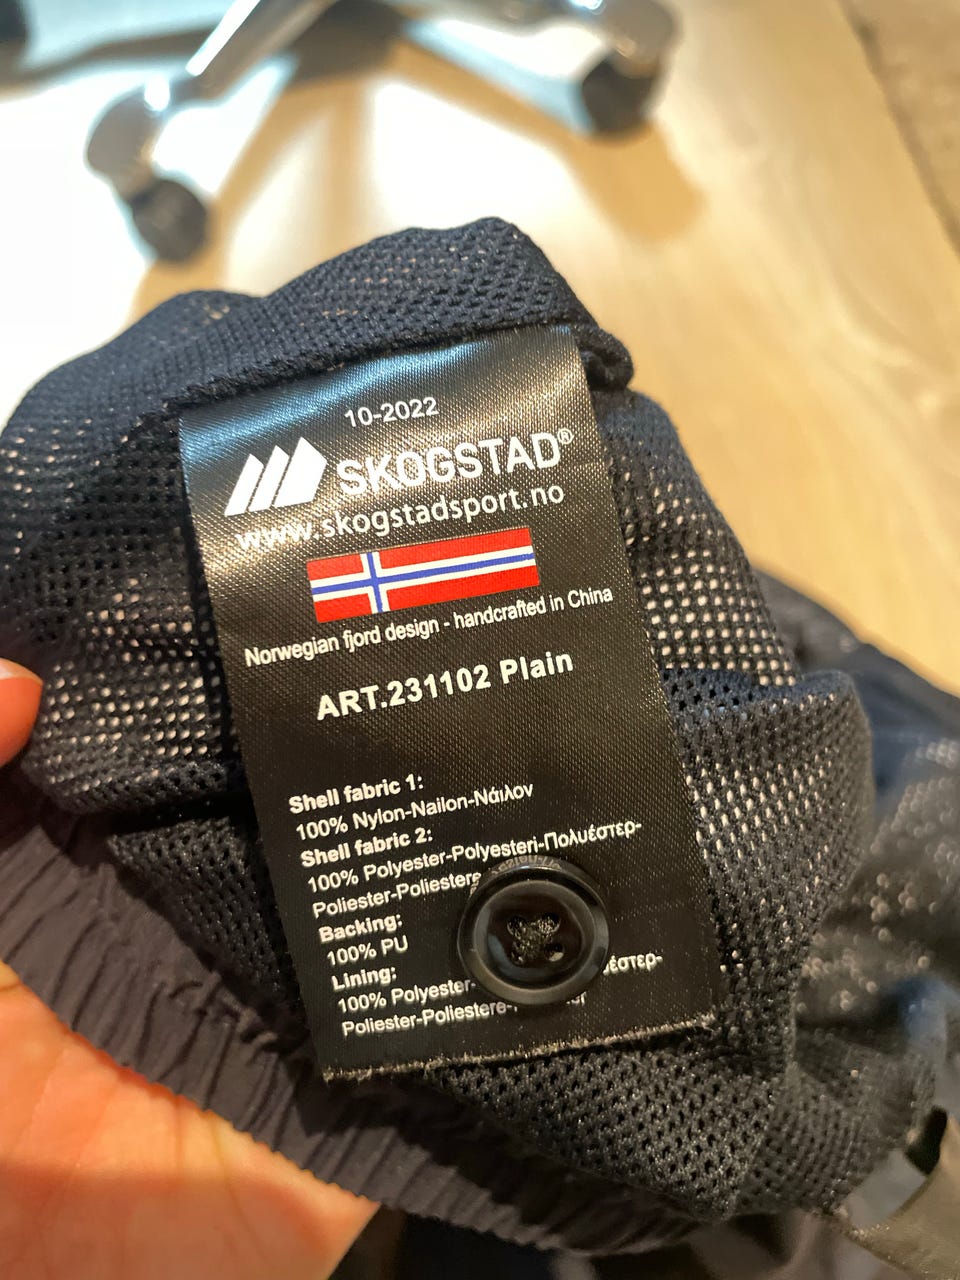 10-2022
SKOGSTAD®
www.skogstadsport.no
Norwegian fjord design - handcrafted in China
ART.231102 Plain
Shell fabric 1:
100% Nylon-Nailon-Νάιλον
Shell fabric 2:
100% Polyester-Polyesteri-Πολυέστερ-
Poliester-Poliestere
Backing:
100% PU
Lining:
100% Polyester-
Poliester-Poliestere-